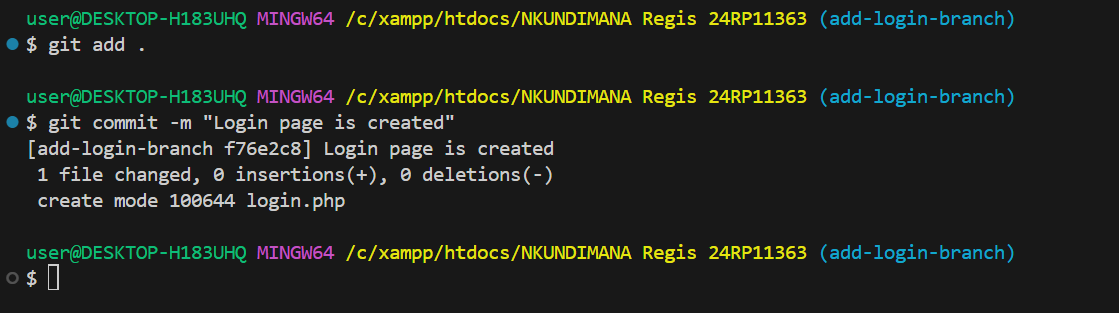 user@DESKTOP-H183UHQ MINGW64 /c/xampp/htdocs/NKUNDIMANA Regis 24RP11363 (add-login-branch)
$ git add .
user@DESKTOP-H183UHQ MINGW64 /c/xampp/htdocs/NKUNDIMANA Regis 24RP11363 (add-login-branch)
$ git commit -m "Login page is created"
[add-login-branch f76e2c8] Login page is created
 1 file changed, 0 insertions(+), 0 deletions(-)
 create mode 100644 login.php
user@DESKTOP-H183UHQ MINGW64 /c/xampp/htdocs/NKUNDIMANA Regis 24RP11363 (add-login-branch)
$